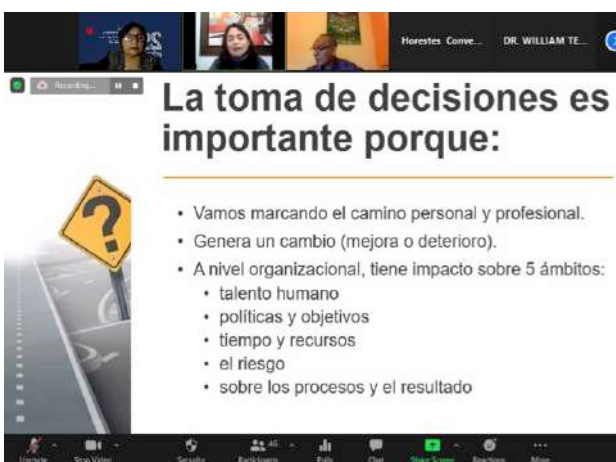 Horestes Conve...
DR. WILLIAM TE...
Recording...
La toma de decisiones es
importante porque:
?
• Vamos marcando el camino personal y profesional.
• Genera un cambio (mejora o deterioro).
• A nivel organizacional, tiene impacto sobre 5 ámbitos:
• talento humano
• políticas y objetivos
• tiempo y recursos
• el riesgo
• sobre los procesos y el resultado
46
Unmute
Stop Video
Security
Participants
Polls
Chat
Share Screen
Reactions
More